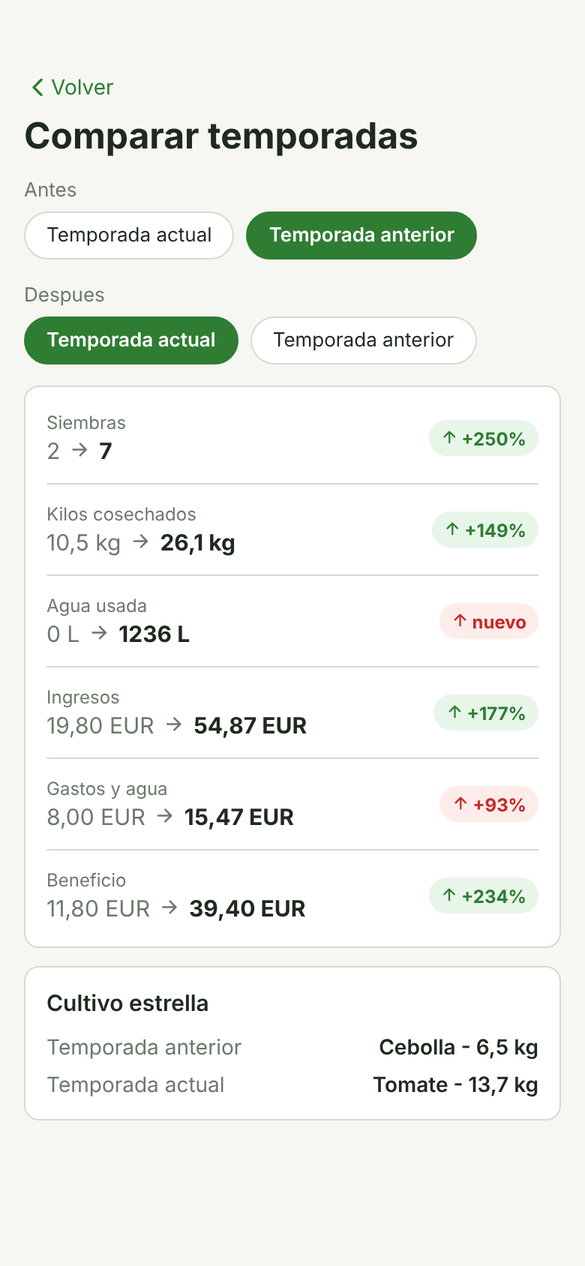 Volver
Comparar temporadas
Antes
Temporada actual Temporada anterior
Despues
Temporada actual Temporada anterior
Siembras
2 → 7 ↑ +250%
Kilos cosechados
10,5 kg → 26,1 kg ↑ +149%
Agua usada
0 L → 1236 L ↑ nuevo
Ingresos
19,80 EUR → 54,87 EUR ↑ +177%
Gastos y agua
8,00 EUR → 15,47 EUR ↑ +93%
Beneficio
11,80 EUR → 39,40 EUR ↑ +234%
Cultivo estrella
Temporada anterior Cebolla - 6,5 kg
Temporada actual Tomate - 13,7 kg